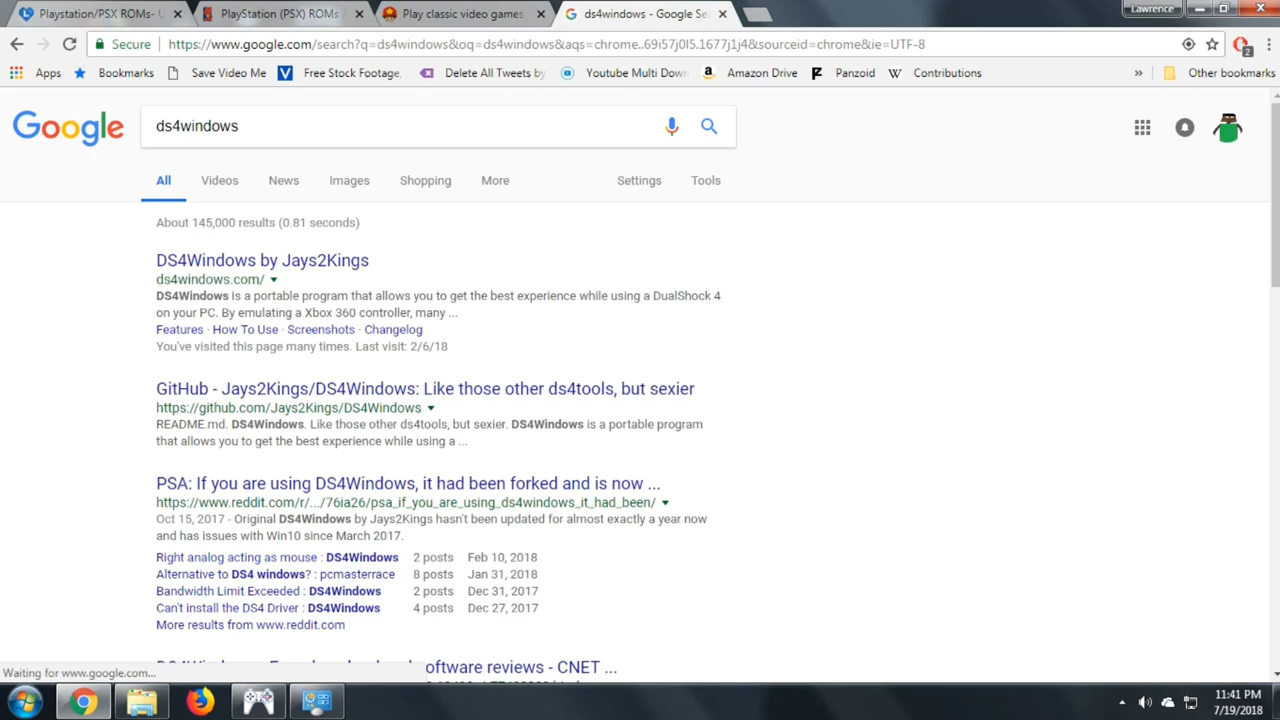 Playstation/PSX ROMs- U
PlayStation (PSX) ROMs
Play classic video games
ds4windows - Google Se
Lawrence
Secure
https://www.google.com/search?q=ds4windows&oq=ds4windows&aqs=chrome..69i57j0l5.1677j1j4&sourceid=chrome&ie=UTF-8
2
Apps
Bookmarks
Save Video Me
Free Stock Footage,
Delete All Tweets by
Youtube Multi Dow
Amazon Drive
Panzoid
Contributions
»
Other bookmarks
Google
ds4windows
All
Videos
News
Images
Shopping
More
Settings
Tools
About 145,000 results (0.81 seconds)
DS4Windows by Jays2Kings
ds4windows.com/
DS4Windows is a portable program that allows you to get the best experience while using a DualShock 4
on your PC. By emulating a Xbox 360 controller, many ...
Features · How To Use · Screenshots · Changelog
You've visited this page many times. Last visit: 2/6/18
GitHub - Jays2Kings/DS4Windows: Like those other ds4tools, but sexier
https://github.com/Jays2Kings/DS4Windows
README.md. DS4Windows. Like those other ds4tools, but sexier. DS4Windows is a portable program
that allows you to get the best experience while using a ...
PSA: If you are using DS4Windows, it had been forked and is now ...
https://www.reddit.com/r/.../76ia26/psa_if_you_are_using_ds4windows_it_had_been/
Oct 15, 2017 - Original DS4Windows by Jays2Kings hasn't been updated for almost exactly a year now
and has issues with Win10 since March 2017.
Right analog acting as mouse : DS4Windows 2 posts Feb 10, 2018
Alternative to DS4 windows? : pcmasterrace 8 posts Jan 31, 2018
Bandwidth Limit Exceeded : DS4Windows 2 posts Dec 31, 2017
Can't install the DS4 Driver : DS4Windows 4 posts Dec 27, 2017
More results from www.reddit.com
software reviews - CNET ...
Waiting for www.google.com...
11:41 PM
7/19/2018